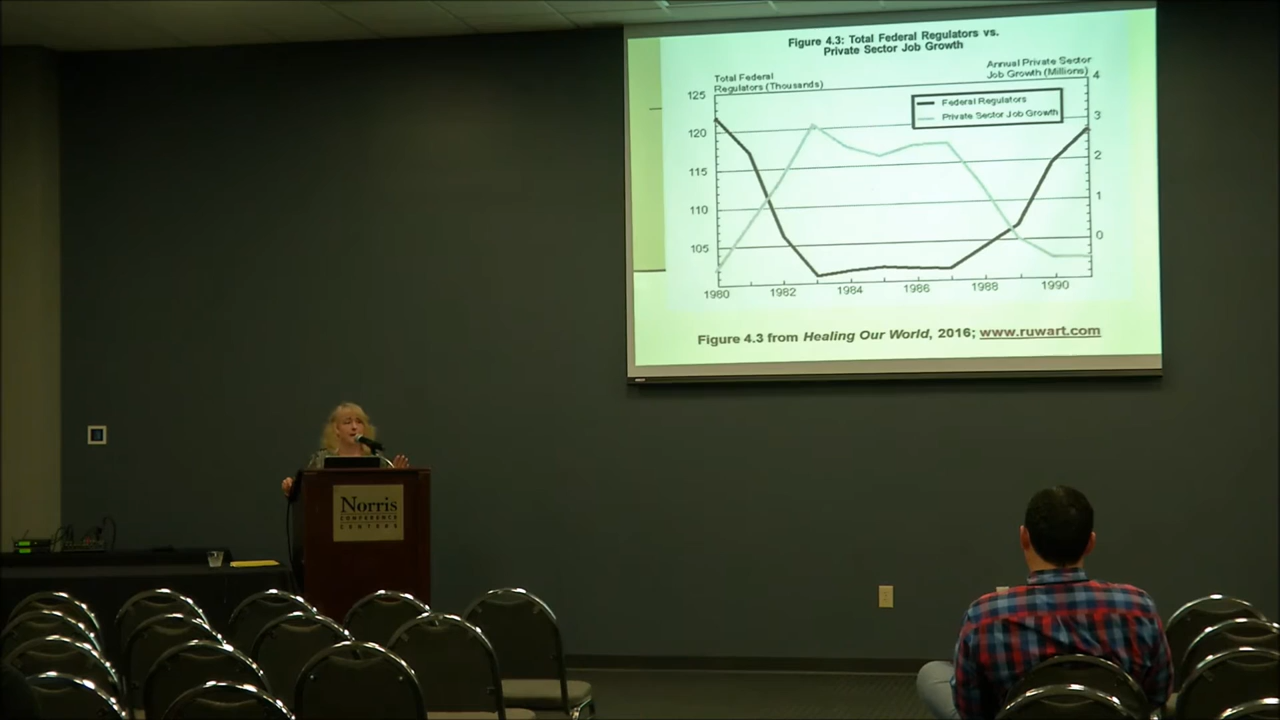 Figure 4.3: Total Federal Regulators vs.
Private Sector Job Growth
Total Federal
Regulators (Thousands)
Annual Private Sector
Job Growth (Millions)
125
120
115
110
105
4
3
2
1
0
Federal Regulators
Private Sector Job Growth
1980 1982 1984 1986 1988 1990
Figure 4.3 from Healing Our World, 2016; www.ruwart.com
Norris
CONFERENCE
CENTERS